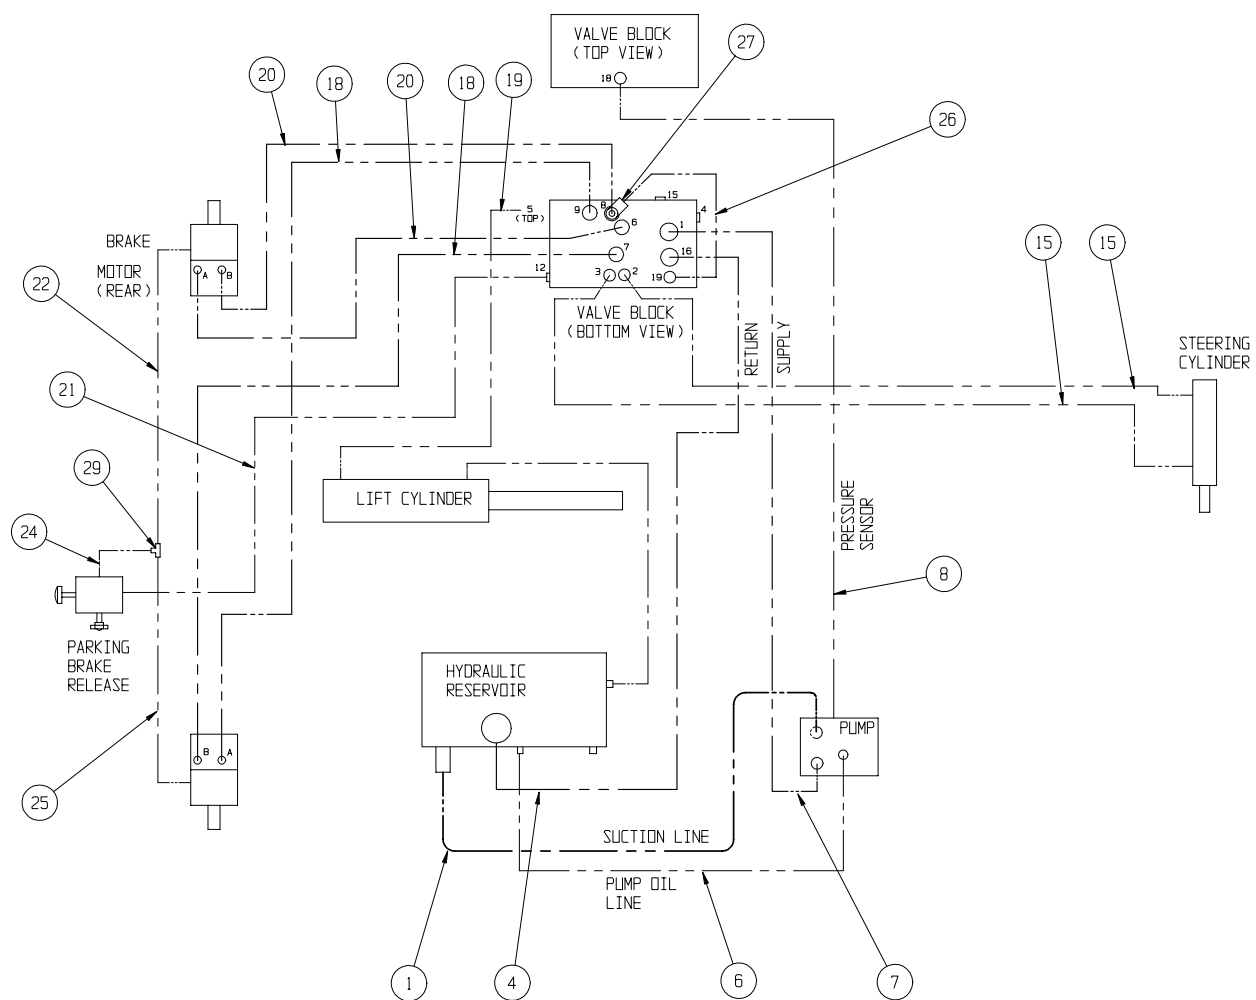 VALVE BLOCK
(TOP VIEW)
18
27
20
18
20
18
19
26
9
8
15
4
5
(TOP)
6
1
7
16
12
3
2
19
BRAKE
MOTOR
(REAR)
A
B
VALVE BLOCK
(BOTTOM VIEW)
RETURN
SUPPLY
15
15
STEERING
CYLINDER
22
21
29
24
LIFT CYLINDER
PRESSURE
SENSOR
8
PARKING
BRAKE
RELEASE
HYDRAULIC
RESERVOIR
PUMP
B
A
25
SUCTION LINE
PUMP OIL
LINE
1
4
6
7